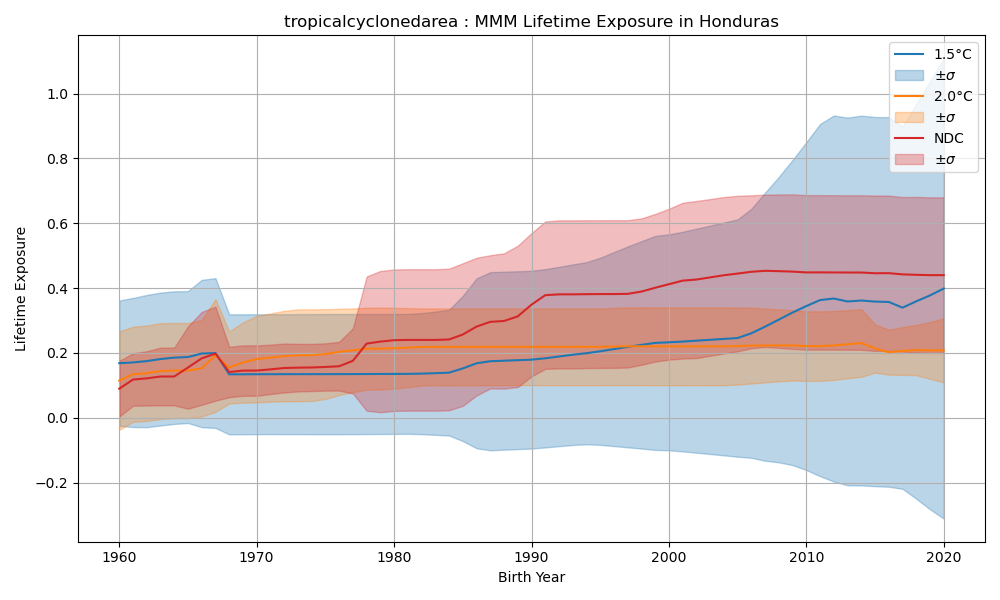 tropicalcyclonedarea : MMM Lifetime Exposure in Honduras
1.5°C
±σ
2.0°C
±σ
NDC
±σ
Lifetime Exposure
1.0
0.8
0.6
0.4
0.2
0.0
−0.2
1960 1970 1980 1990 2000 2010 2020
Birth Year